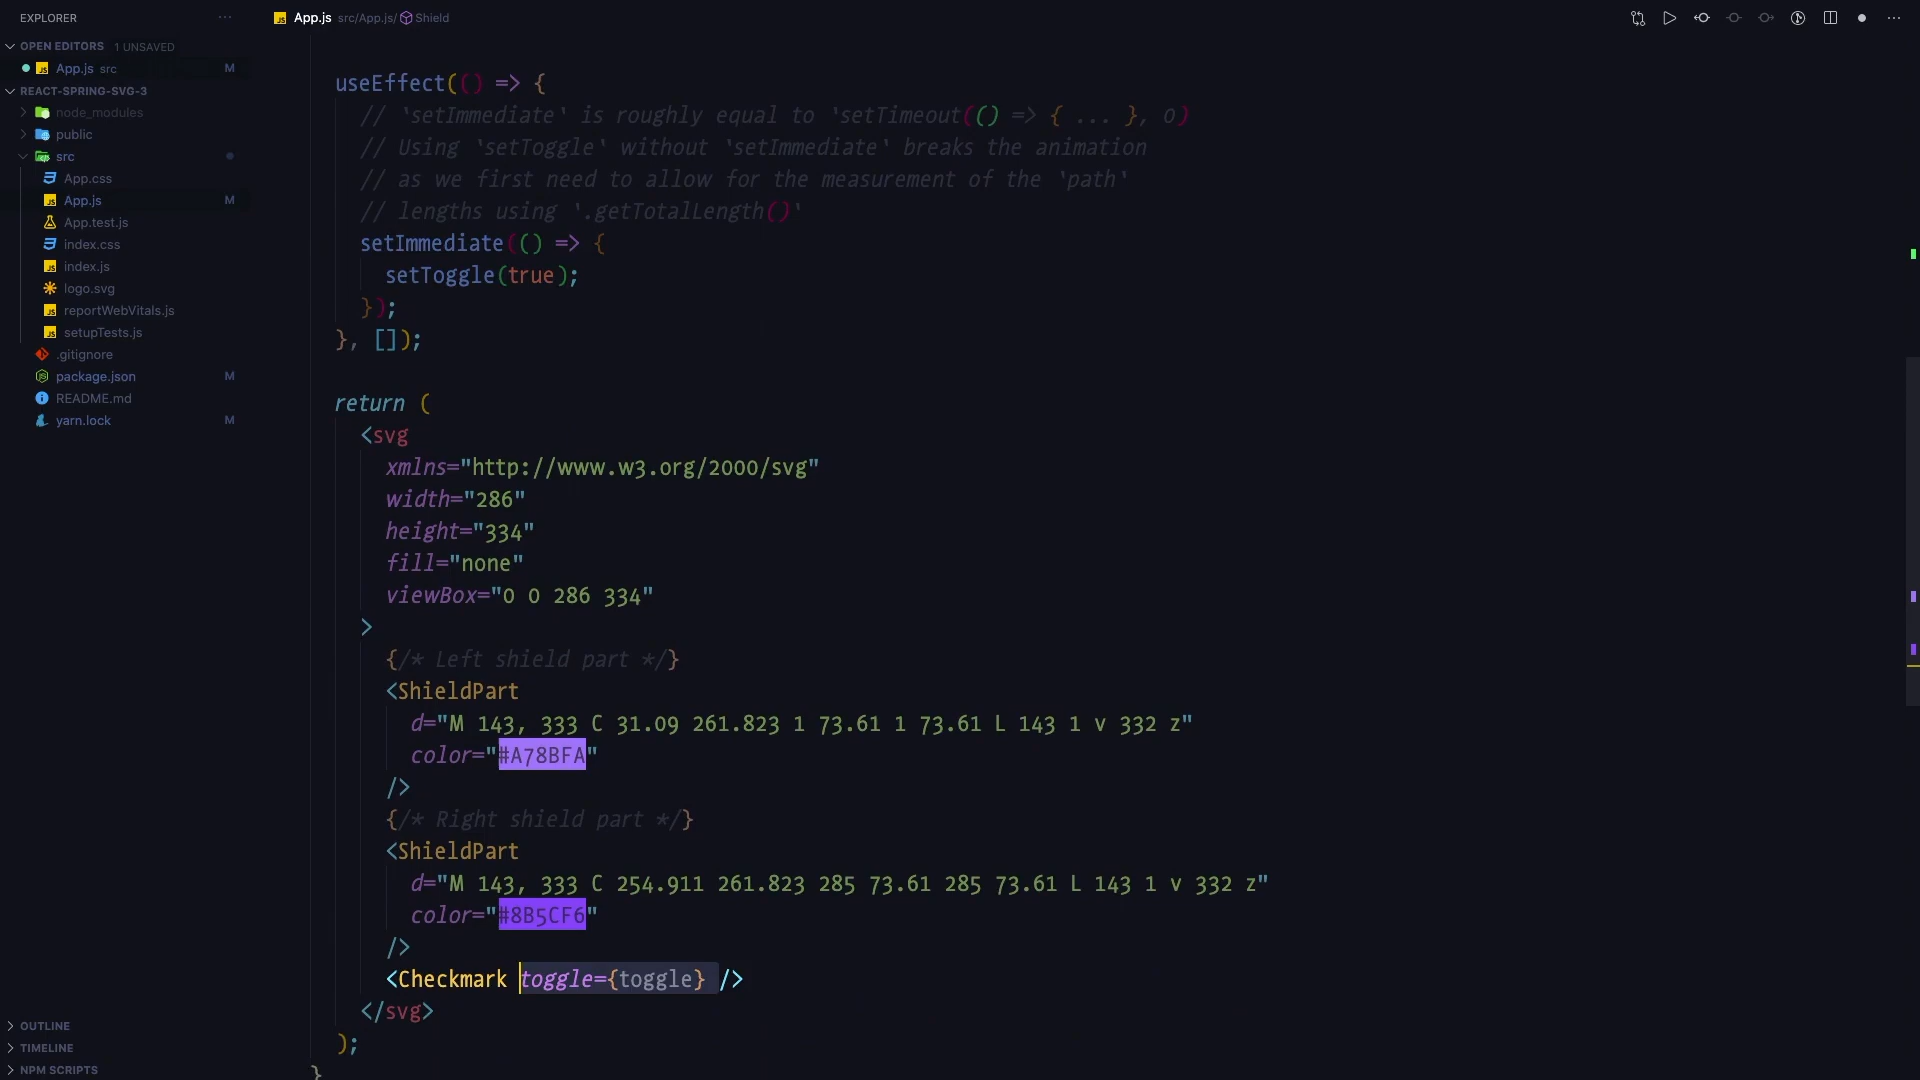 EXPLORER
OPEN EDITORS 1 UNSAVED
App.js src M
REACT-SPRING-SVG-3
node_modules
public
src
App.css
App.js M
App.test.js
index.css
index.js
logo.svg
reportWebVitals.js
setupTests.js
.gitignore
package.json M
README.md
yarn.lock M
OUTLINE
TIMELINE
NPM SCRIPTS
App.js src/App.js/ Shield
useEffect(() => {
// `setImmediate` is roughly equal to `setTimeout(() => { ... }, 0)
// Using `setToggle` without `setImmediate` breaks the animation
// as we first need to allow for the measurement of the `path`
// lengths using `.getTotalLength()`
setImmediate(() => {
setToggle(true);
});
}, []);
return (
<svg
xmlns="http://www.w3.org/2000/svg"
width="286"
height="334"
fill="none"
viewBox="0 0 286 334"
>
{/* Left shield part */}
<ShieldPart
d="M 143, 333 C 31.09 261.823 1 73.61 1 73.61 L 143 1 v 332 z"
color="#A78BFA"
/>
{/* Right shield part */}
<ShieldPart
d="M 143, 333 C 254.911 261.823 285 73.61 285 73.61 L 143 1 v 332 z"
color="#8B5CF6"
/>
<Checkmark toggle={toggle} />
</svg>
);
}